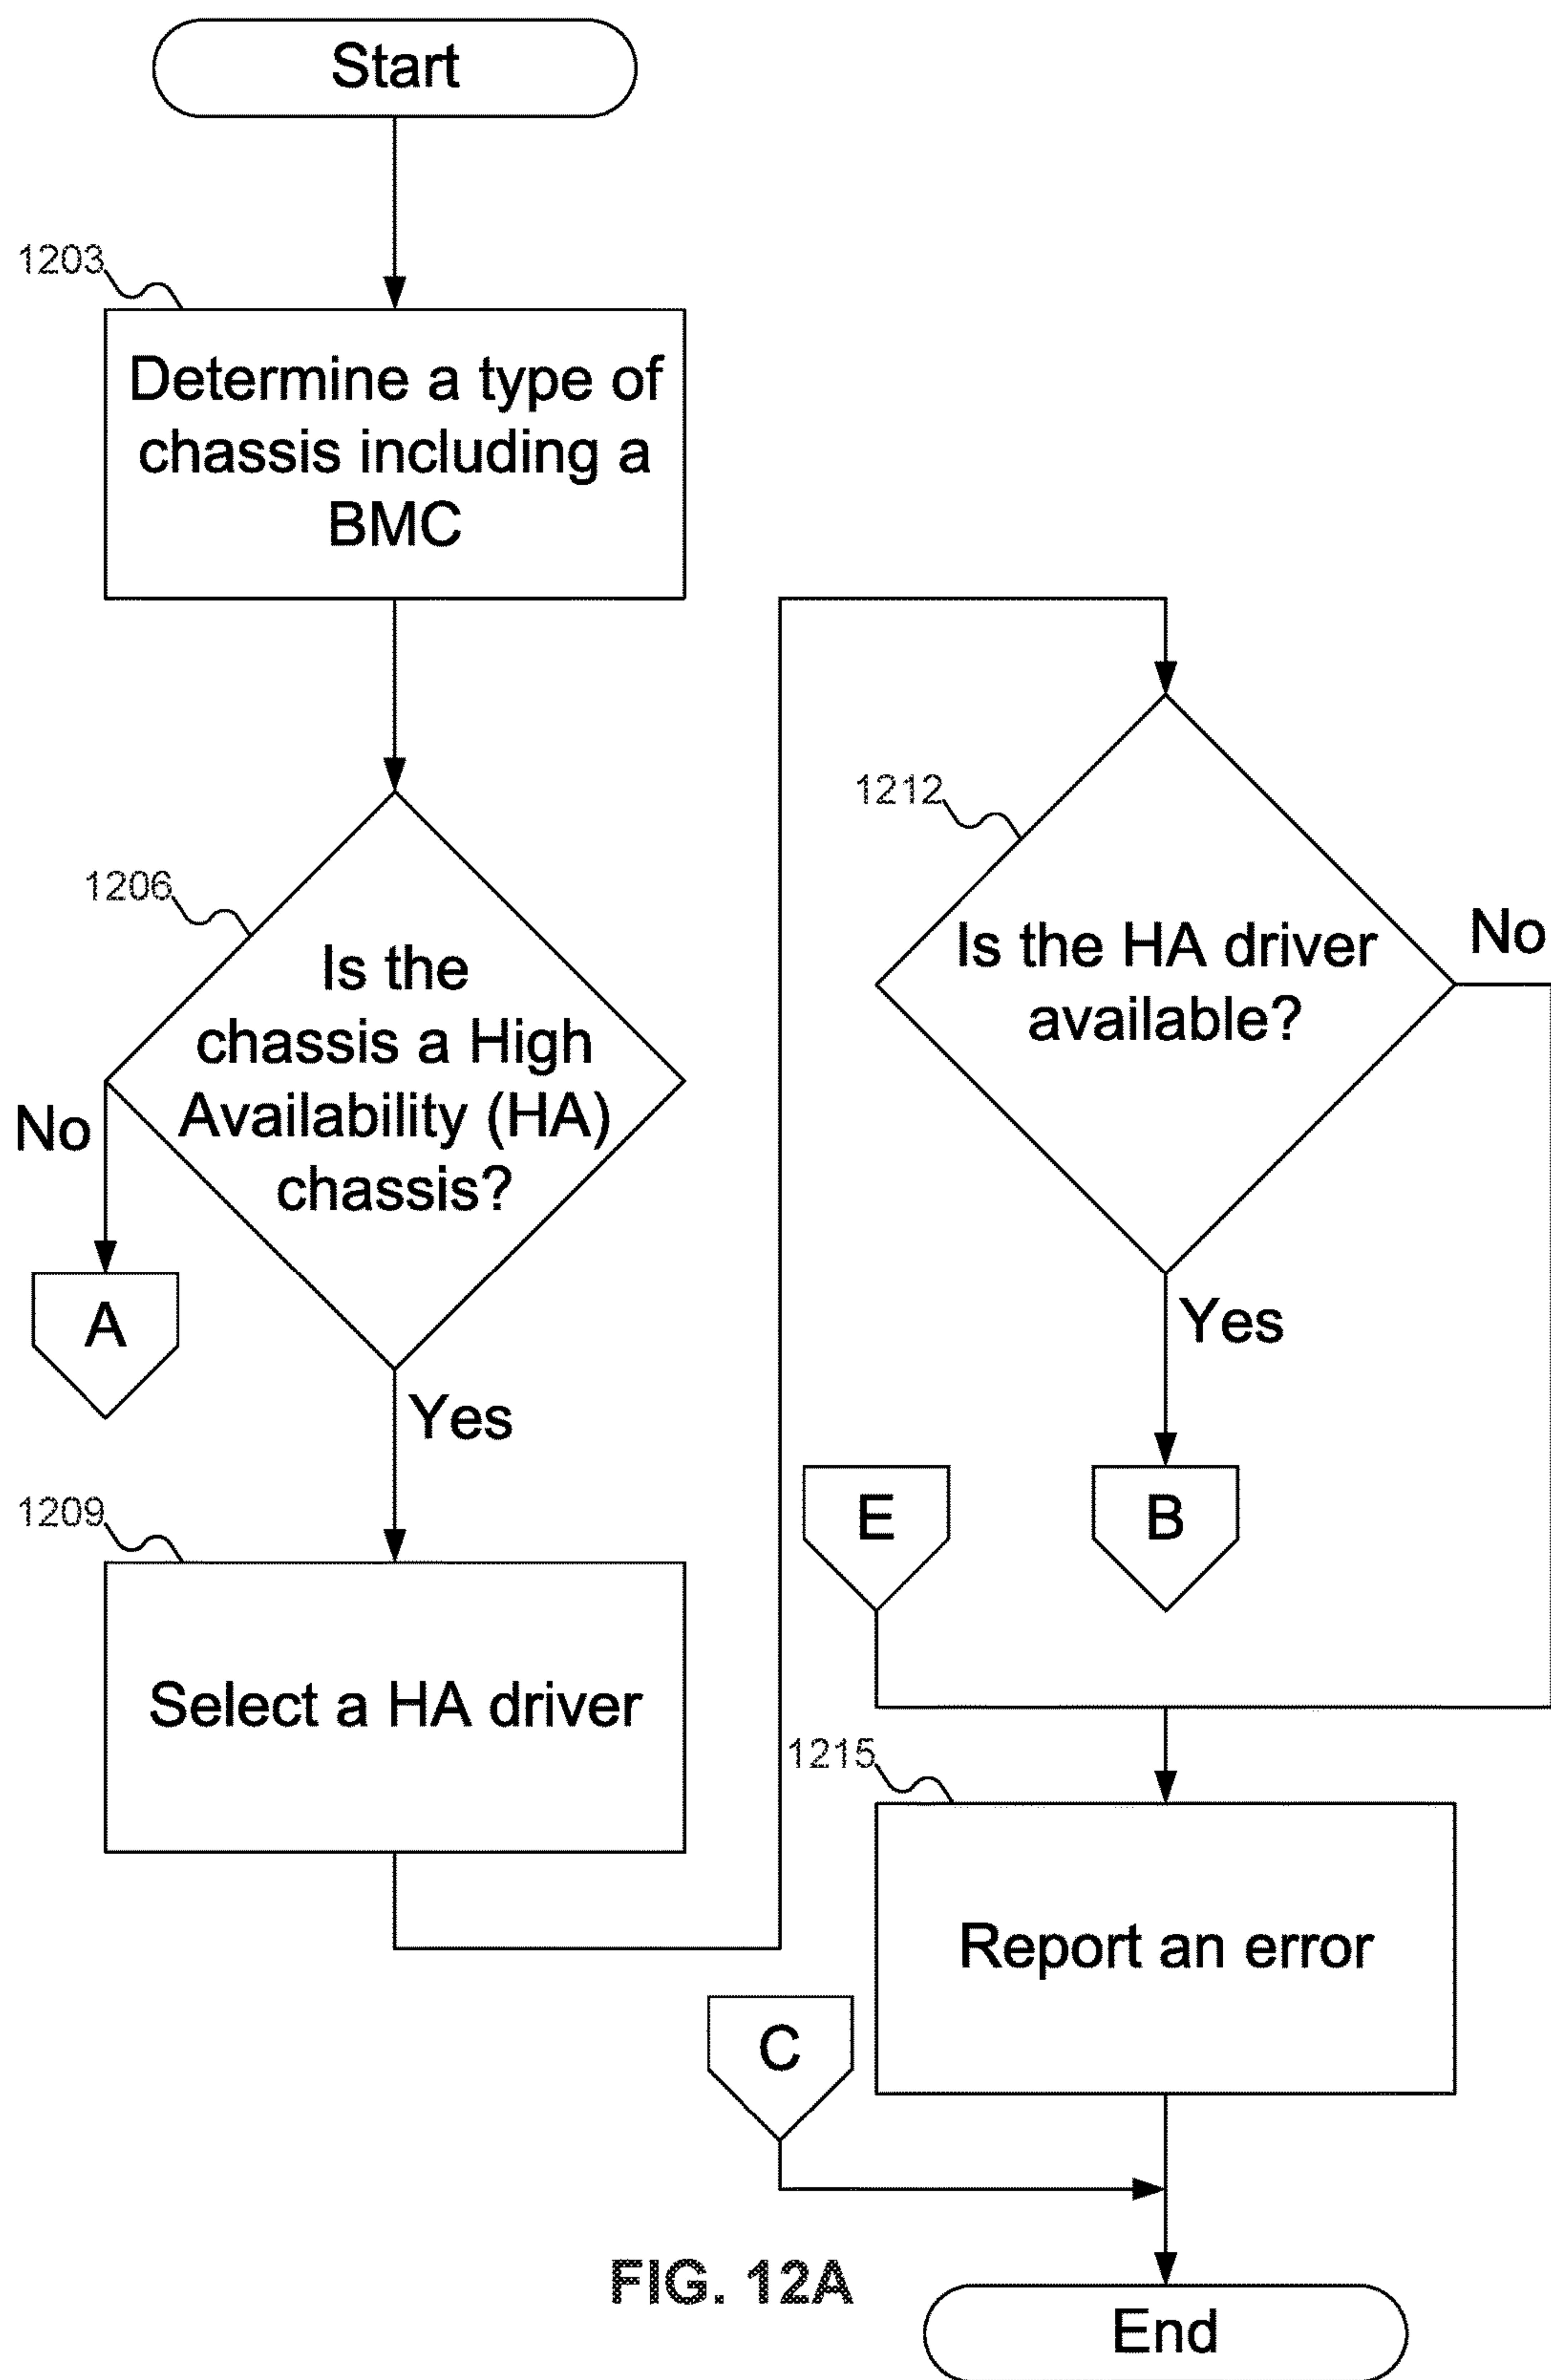 Start
1203
Determine a type of
chassis including a
BMC
1206
Is the
chassis a High
Availability (HA)
chassis?
No
A
Yes
1209
Select a HA driver
1212
Is the HA driver
available?
No
Yes
E
B
1215
Report an error
C
End
FIG. 12A